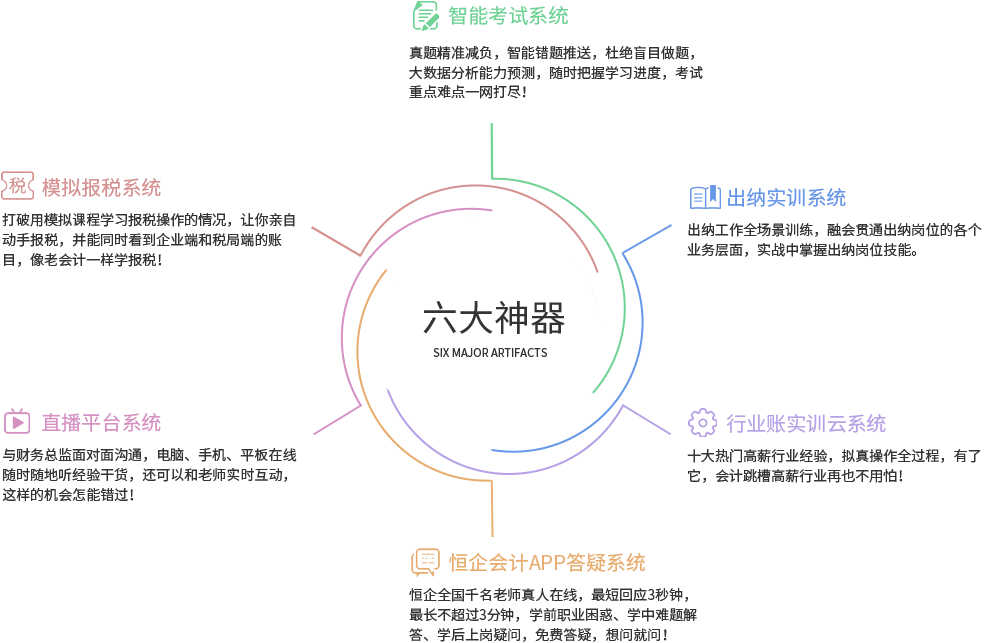 智能考试系统
真题精准减负，智能错题推送，杜绝盲目做题，
大数据分析能力预测，随时把握学习进度，考试
重点难点一网打尽！
税
模拟报税系统
打破用模拟课程学习报税操作的情况，让你亲自
动手报税，并能同时看到企业端和税局端的账
目，像老会计一样学报税！
出纳实训系统
出纳工作全场景训练，融会贯通出纳岗位的各个
业务层面，实战中掌握出纳岗位技能。
六大神器
SIX MAJOR ARTIFACTS
直播平台系统
与财务总监面对面沟通，电脑、手机、平板在线
随时随地听经验干货，还可以和老师实时互动，
这样的机会怎能错过！
行业账实训云系统
十大热门高薪行业经验，拟真操作全过程，有了
它，会计跳槽高薪行业再也不用怕！
恒企会计APP答疑系统
恒企全国千名老师真人在线，最短回应3秒钟，
最长不超过3分钟，学前职业困惑、学中难题解
答、学后上岗疑问，免费答疑，想问就问！